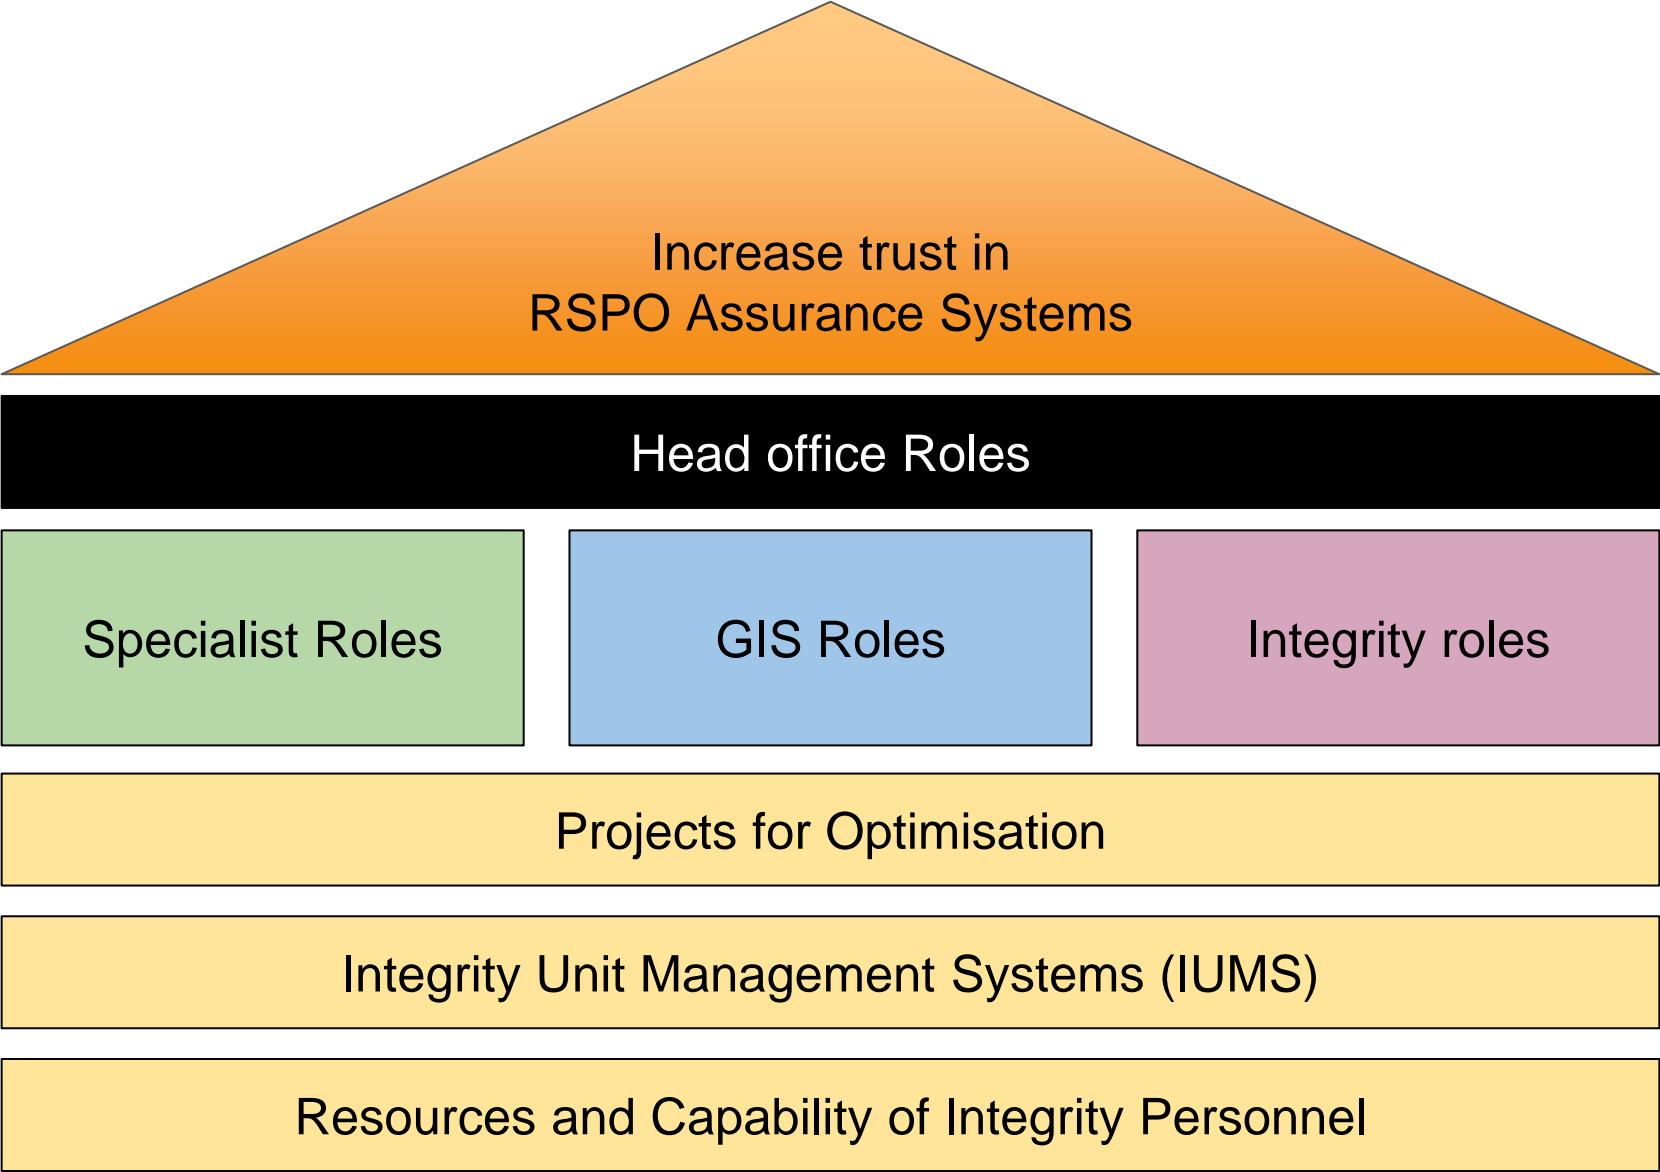 Increase trust in
RSPO Assurance Systems
Head office Roles
Specialist Roles
GIS Roles
Integrity roles
Projects for Optimisation
Integrity Unit Management Systems (IUMS)
Resources and Capability of Integrity Personnel